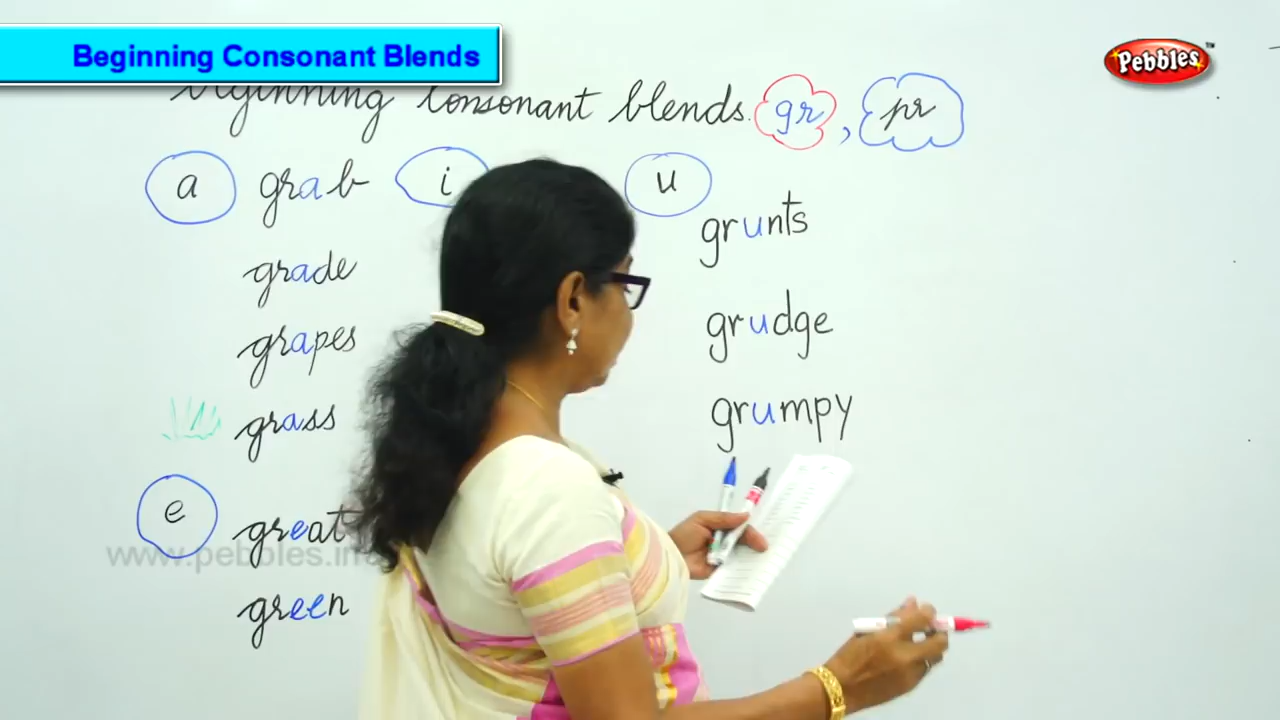 Beginning Consonant Blends
Pebbles™
Beginning Consonant blends. gr, pr
a grab i u
grunts
grade
grudge
grapes
grumpy
grass
e great
www.pebbles.in
green